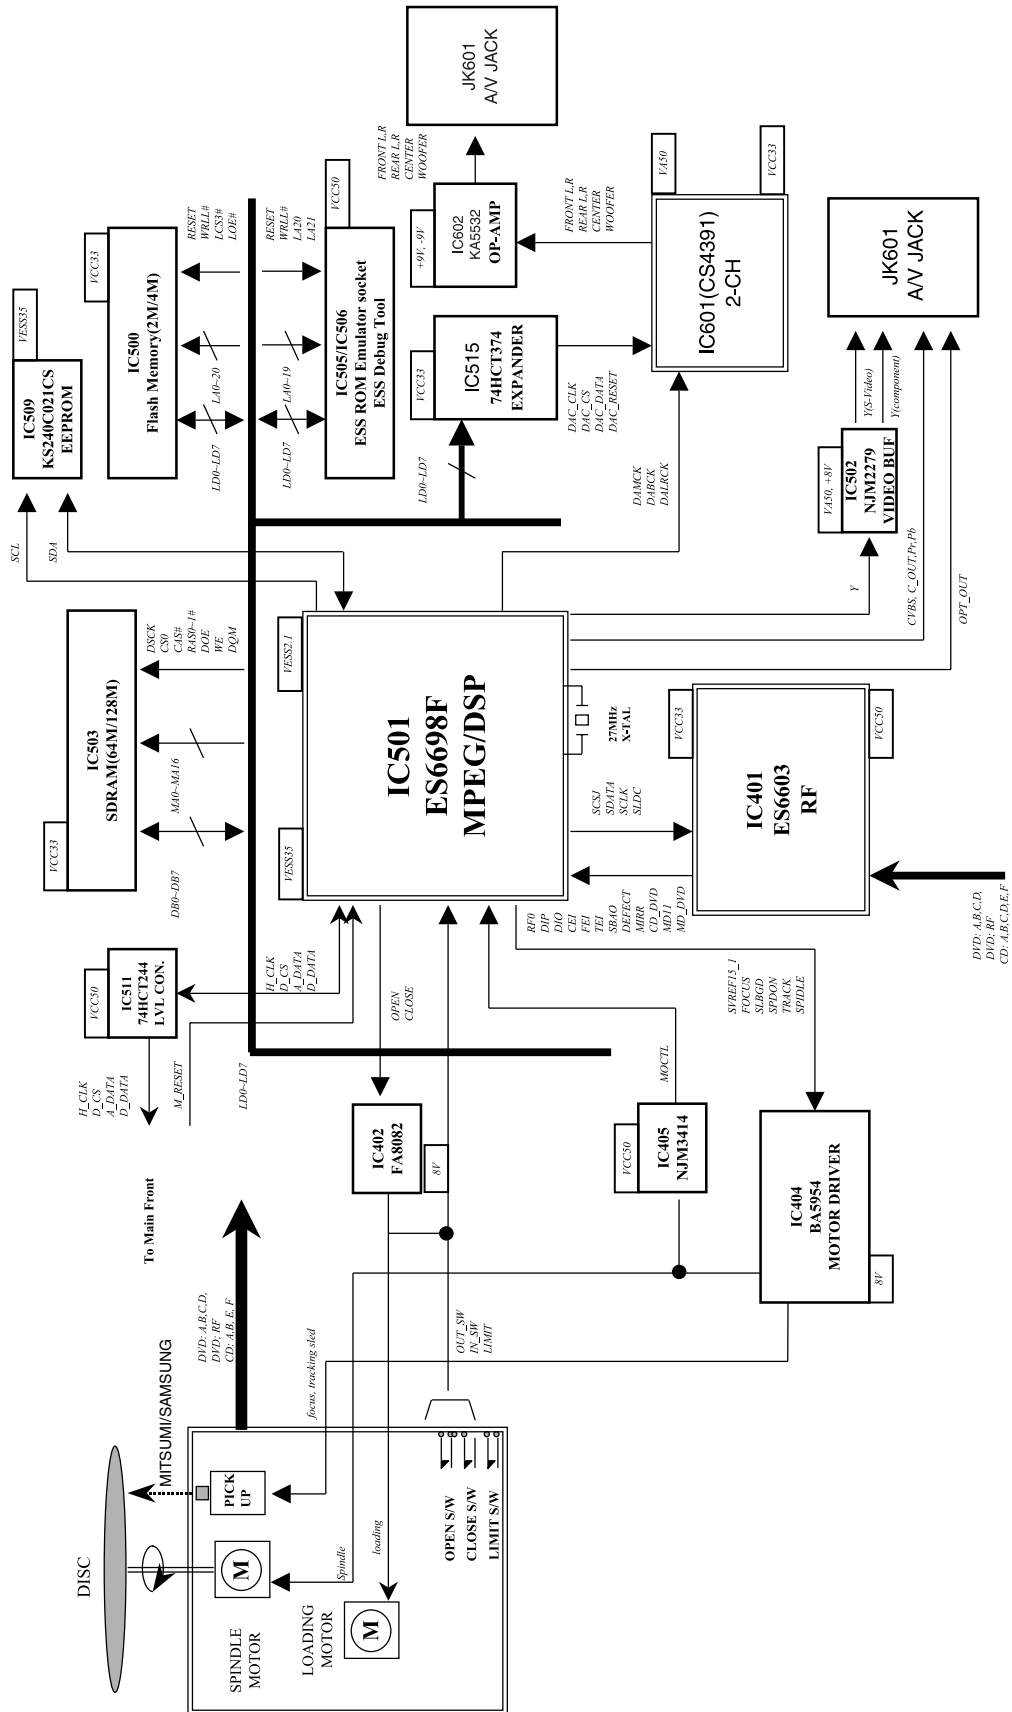 DISC
MITSUMI/SAMSUNG
SPINDLE
MOTOR
M
PICK
UP
LOADING
MOTOR
M
Spindle
loading
focus, tracking sled
OPEN S/W
CLOSE S/W
LIMIT S/W
OUT_SW
IN_SW
LIMIT
DVD: A,B,C,D,
DVD; RF
CD: A,B, E, F
To Main Front
H_CLK
D_CS
A_DATA
D_DATA
M_RESET
LD0~LD7
VCC50
IC511
74HCT244
LVL CON.
H_CLK
D_CS
A_DATA
D_DATA
IC402
FA8082
8V
OPEN
CLOSE
VCC50
IC405
NJM3414
MOCTL
IC404
BA5954
MOTOR DRIVER
8V
SVREF15_1
FOCUS
SLBGD
SPDON
TRACK
SPIDLE
VCC33
IC503
SDRAM(64M/128M)
DB0~DB7
MA0~MA16
DSCK
CS0
CAS#
RAS0~1#
DOE
WE
DQM
SCL
SDA
VESS35
VESS2.1
IC501
ES6698F
MPEG/DSP
27MHz
X-TAL
RF0
DIP
DIO
CEI
FEI
TEI
SBAO
DEFECT
MIRR
CD_DVD
MD11
MD_DVD
SCSJ
SDATA
SCLK
SLDC
VCC33
IC401
ES6603
RF
VCC50
DVD: A,B,C,D,
DVD; RF
CD: A,B,C,D,E,F
VESS35
IC509
KS240C021CS
EEPROM
VCC33
IC500
Flash Memory(2M/4M)
LD0~LD7
LA0~20
RESET
WRLL#
LCS3#
LOE#
LD0~LD7
LA0~19
RESET
WRLL#
LA20
LA21
VCC50
IC505/IC506
ESS ROM Emulator socket
ESS Debug Tool
LD0~LD7
VCC33
IC515
74HCT374
EXPANDER
DAC_CLK
DAC_CS
DAC_DATA
DAC_RESET
DAMCK
DABCK
DALRCK
+9V, -9V
IC602
KA5532
OP-AMP
FRONT L,R
REAR L,R
CENTER
WOOFER
FRONT L,R
REAR L,R
CENTER
WOOFER
JK601
A/V JACK
VA50
VCC33
IC601(CS4391)
2-CH
Y
VA50, +8V
IC502
NJM2279
VIDEO BUF
Y(S-Video)
Y(component)
CVBS, C_OUT,Pr,Pb
OPT_OUT
JK601
A/V JACK